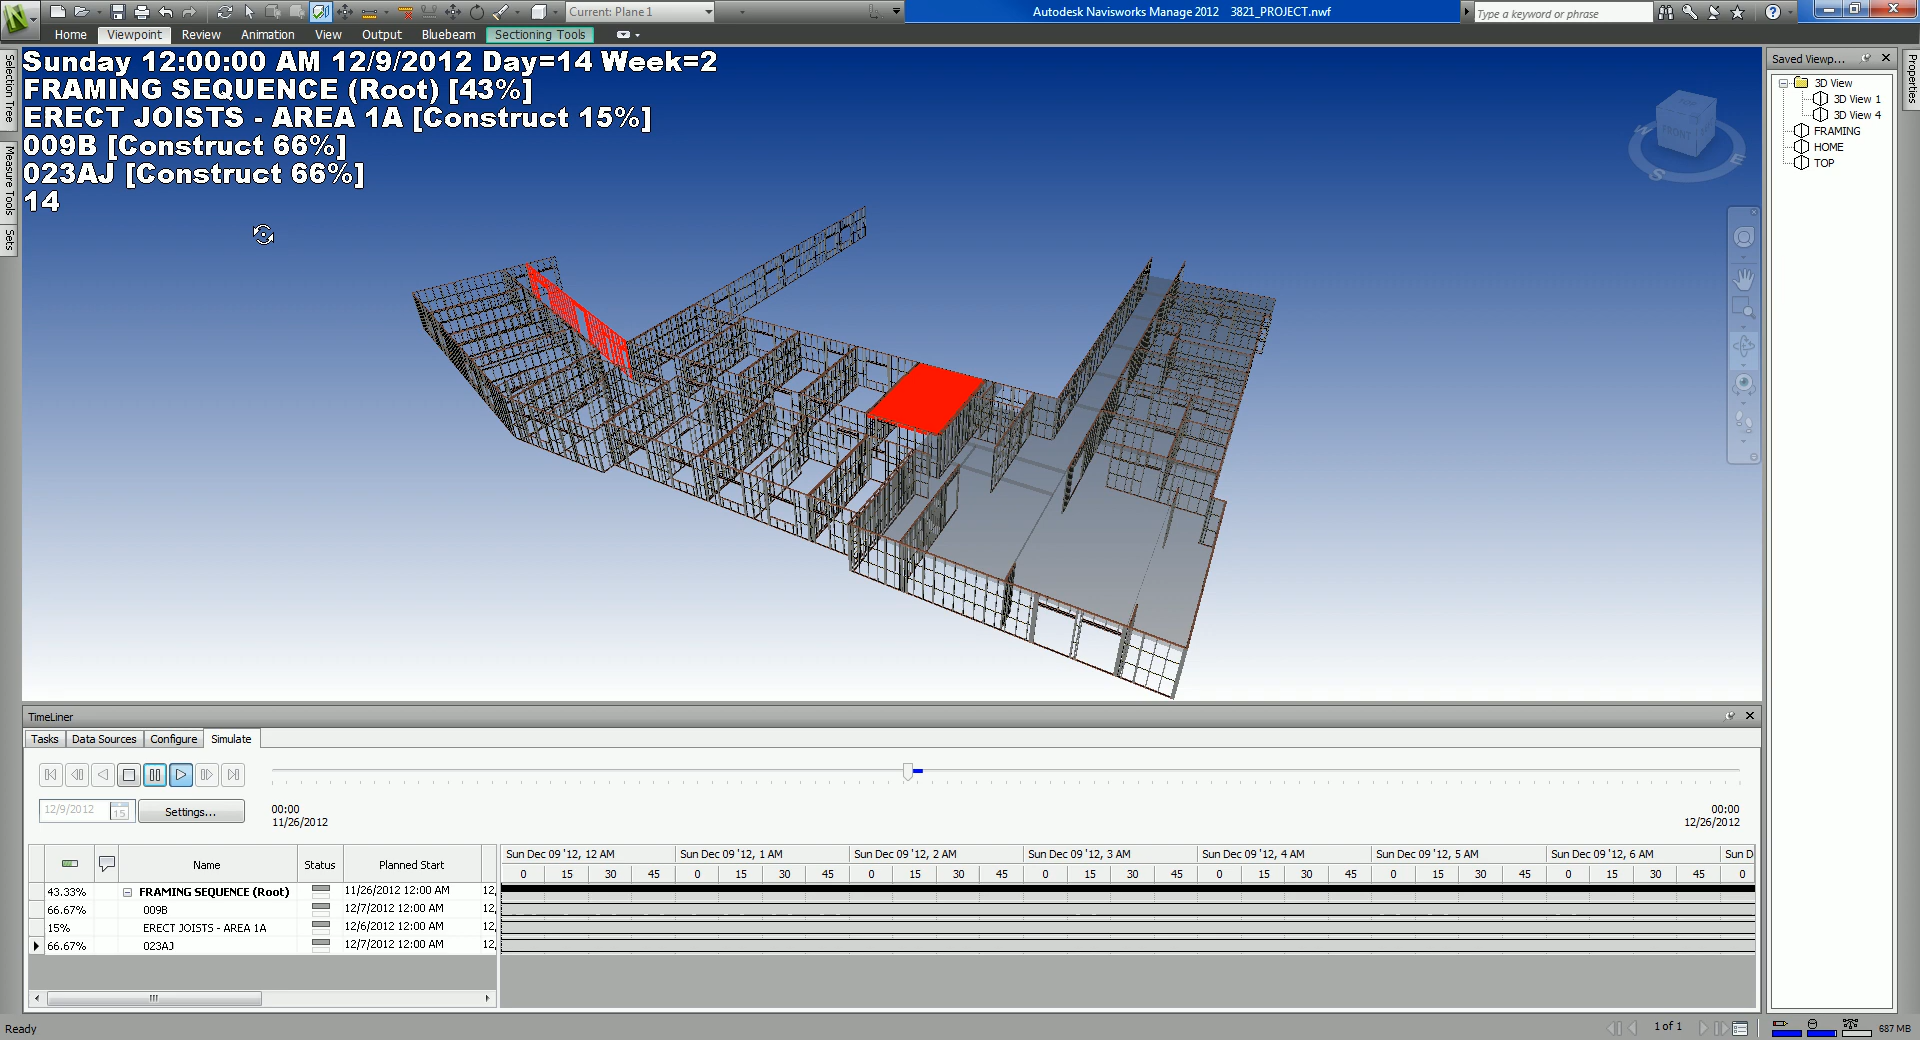 Current: Plane 1
Autodesk Navisworks Manage 2012 3821_PROJECT.nwf
Type a keyword or phrase
Home Viewpoint Review Animation View Output Bluebeam Sectioning Tools
Selection Tree
Measure Tools
Sets
Sunday 12:00:00 AM 12/9/2012 Day=14 Week=2
FRAMING SEQUENCE (Root) [43%]
ERECT JOISTS - AREA 1A [Construct 15%]
009B [Construct 66%]
023AJ [Construct 66%]
14
FRONT
W
S
E
Saved Viewp...
3D View
3D View 1
3D View 4
FRAMING
HOME
TOP
Properties
TimeLiner
Tasks Data Sources Configure Simulate
12/9/2012 15
Settings...
00:00
11/26/2012
00:00
12/26/2012
Name Status Planned Start
Sun Dec 09 '12, 12 AM Sun Dec 09 '12, 1 AM Sun Dec 09 '12, 2 AM Sun Dec 09 '12, 3 AM Sun Dec 09 '12, 4 AM Sun Dec 09 '12, 5 AM Sun Dec 09 '12, 6 AM Sun D
0 15 30 45 0 15 30 45 0 15 30 45 0 15 30 45 0 15 30 45 0 15 30 45 0 15 30 45 0
43.33% FRAMING SEQUENCE (Root) 11/26/2012 12:00 AM 12,
66.67% 009B 12/7/2012 12:00 AM 12,
15% ERECT JOISTS - AREA 1A 12/6/2012 12:00 AM 12,
66.67% 023AJ 12/7/2012 12:00 AM 12,
Ready
1 of 1
687 MB